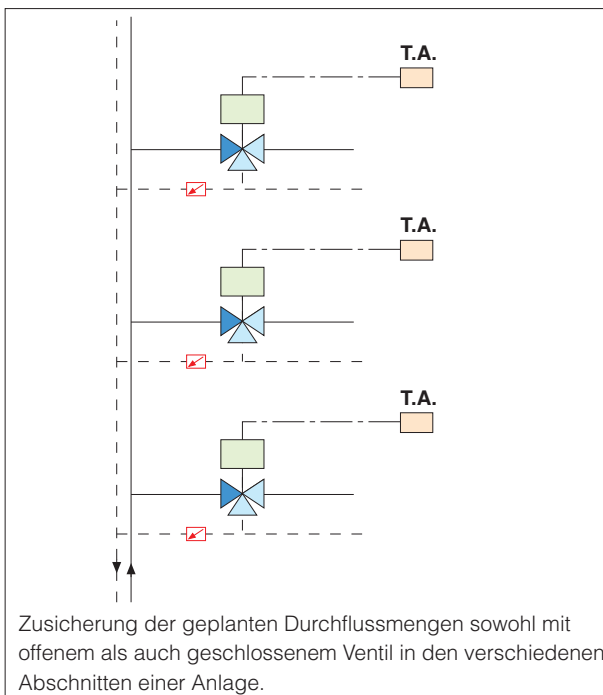 T.A.
T.A.
T.A.
Zusicherung der geplanten Durchflussmengen sowohl mit
offenem als auch geschlossenem Ventil in den verschiedenen
Abschnitten einer Anlage.